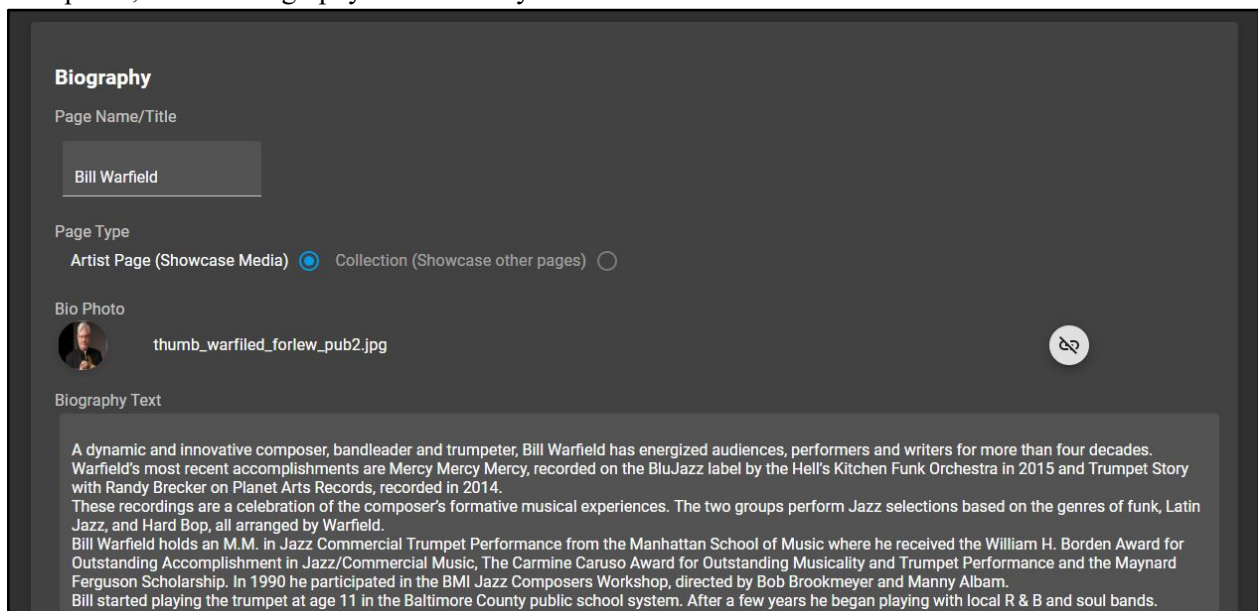 Biography
Page Name/Title
Bill Warfield
Page Type
Artist Page (Showcase Media) Collection (Showcase other pages)
Bio Photo
thumb_warfiled_forlew_pub2.jpg
Biography Text
A dynamic and innovative composer, bandleader and trumpeter, Bill Warfield has energized audiences, performers and writers for more than four decades.
Warfield's most recent accomplishments are Mercy Mercy Mercy, recorded on the BluJazz label by the Hell's Kitchen Funk Orchestra in 2015 and Trumpet Story
with Randy Brecker on Planet Arts Records, recorded in 2014.
These recordings are a celebration of the composer's formative musical experiences. The two groups perform Jazz selections based on the genres of funk, Latin
Jazz, and Hard Bop, all arranged by Warfield.
Bill Warfield holds an M.M. in Jazz Commercial Trumpet Performance from the Manhattan School of Music where he received the William H. Borden Award for
Outstanding Accomplishment in Jazz/Commercial Music, The Carmine Caruso Award for Outstanding Musicality and Trumpet Performance and the Maynard
Ferguson Scholarship. In 1990 he participated in the BMI Jazz Composers Workshop, directed by Bob Brookmeyer and Manny Albam.
Bill started playing the trumpet at age 11 in the Baltimore County public school system. After a few years he began playing with local R & B and soul bands.